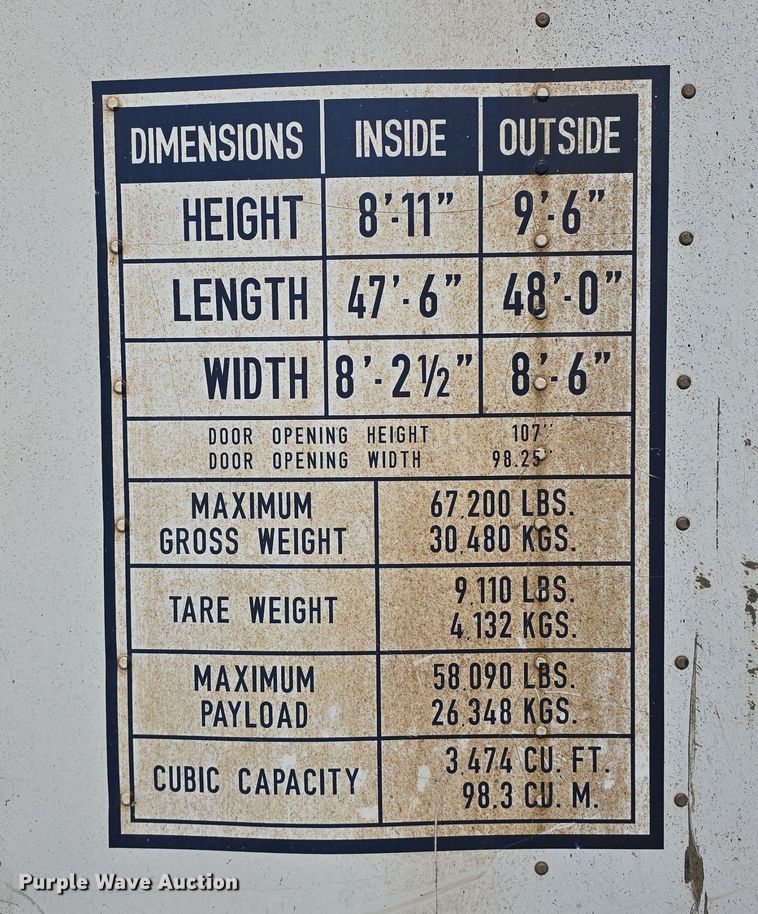 DIMENSIONS INSIDE OUTSIDE
HEIGHT 8'-11" 9'-6"
LENGTH 47'-6" 48'-0"
WIDTH 8'-2½" 8'-6"
DOOR OPENING HEIGHT 107"
DOOR OPENING WIDTH 98.25"
MAXIMUM GROSS WEIGHT 67.200 LBS.
30.480 KGS.
TARE WEIGHT 9.110 LBS.
4.132 KGS.
MAXIMUM PAYLOAD 58.090 LBS.
26.348 KGS.
CUBIC CAPACITY 3.474 CU. FT.
98.3 CU. M.
Purple Wave Auction